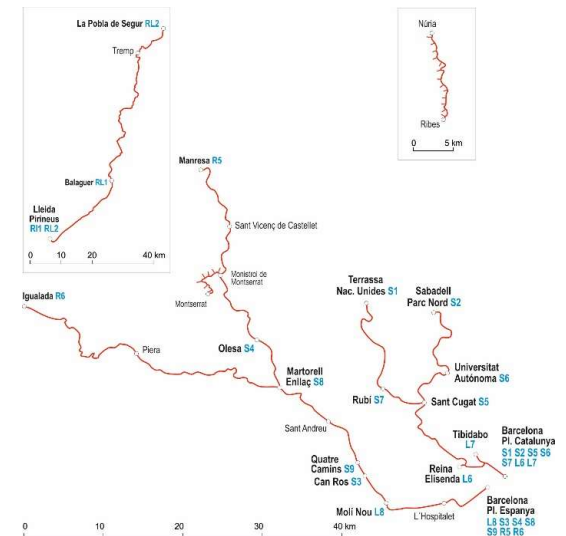 La Pobla de Segur RL2
Tremp
Balaguer RL1
Lleida
Pirineus
Rl1 RL2
0 10 20 40 km
Núria
Ribes
0 5 km
Manresa R5
Sant Vicenç de Castellet
Monistrol de
Montserrat
Montserrat
Igualada R6
Piera
Olesa S4
Martorell
Enllaç S8
Terrassa
Nac. Unides S1
Sabadell
Parc Nord S2
Universitat
Autónoma S6
Rubí S7
Sant Cugat S5
Sant Andreu
Tibidabo
L7
Barcelona
Pl. Catalunya
S1 S2 S5 S6
S7 L6 L7
Reina
Elisenda L6
Quatre
Camins S9
Can Ros S3
Molí Nou L8
L´Hospitalet
Barcelona
Pl. Espanya
L8 S3 S4 S8
S9 R5 R6
0 10 20 30 40 km